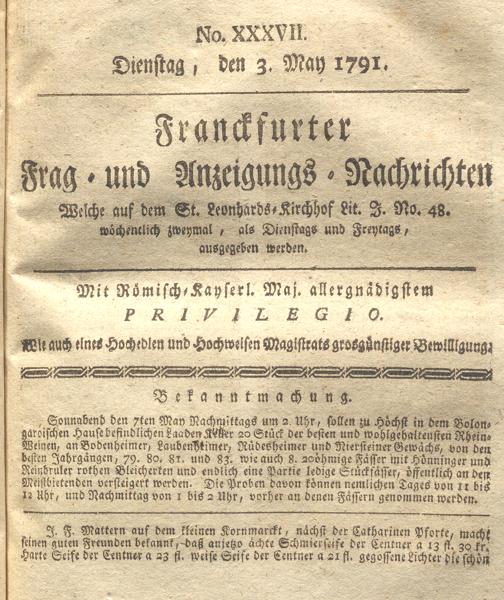 No. XXXVII.
Dienstag, den 3. May 1791.
Franckfurter
Frag- und Anzeigungs-Nachrichten
Welche auf dem St. Leonhards-Kirchhof Lit. J. No. 48.
wöchentlich zweymal, als Dienstags und Freytags,
ausgegeben werden.
Mit Römisch-Kayserl. Maj. allergnädigstem
PRIVILEGIO.
Wie auch eines Hochedlen und Hochweisen Magistrats grosgünstiger Bewilligung.
Bekanntmachung.
Sonnabend den 7ten May Nachmittags um 2. Uhr, sollen zu Höchst in dem Bolon-
garoischen Hause befindlichen Laaden 20 Stück der besten und wohlgehaltensten Rhein-
Weinen, an Bodenheimer, Laubenheimer, Rüdesheimer und Niersteiner Gewächs, von den
besten Jahrgängen, 79. 80. 81. und 83. wie auch 8. 20öhmige Fässer mit Hönninger und
Reinbruler rothen Bleicherten und endlich eine Partie ledige Stückfässer, öffentlich an den
Meistbietenden versteigert werden. Die Proben davon können nemlichen Tages von 11 bis
12 Uhr, und Nachmittag von 1 bis 2 Uhr, vorher an denen Fässern genommen werden.
J. F. Mattern auf dem kleinen Kornmarckt, nächst der Catharinen Pforte, macht
seinen guten Freunden bekannt, daß anjetzo ächte Schmierseife der Centner a 13 fl. 30 kr.
Harte Seife der Centner a 23 fl. weise Seife der Centner a 21 fl. gegossene Lichter die schön